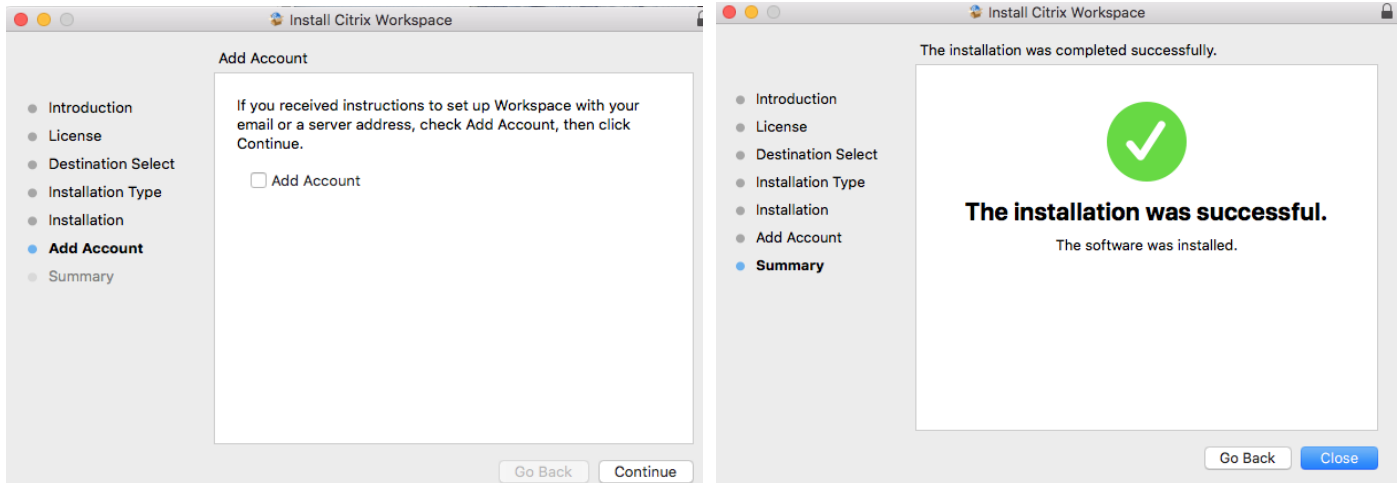 Install Citrix Workspace
Add Account
Introduction
License
Destination Select
Installation Type
Installation
Add Account
Summary
If you received instructions to set up Workspace with your
email or a server address, check Add Account, then click
Continue.
Add Account
Go Back
Continue
Install Citrix Workspace
The installation was completed successfully.
Introduction
License
Destination Select
Installation Type
Installation
Add Account
Summary
The installation was successful.
The software was installed.
Go Back
Close